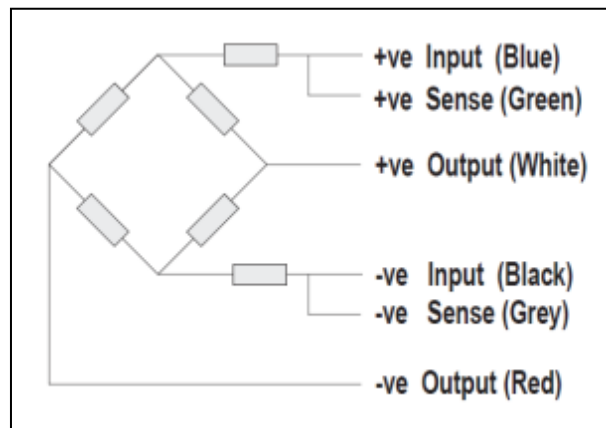 +ve Input (Blue)
+ve Sense (Green)
+ve Output (White)
-ve Input (Black)
-ve Sense (Grey)
-ve Output (Red)